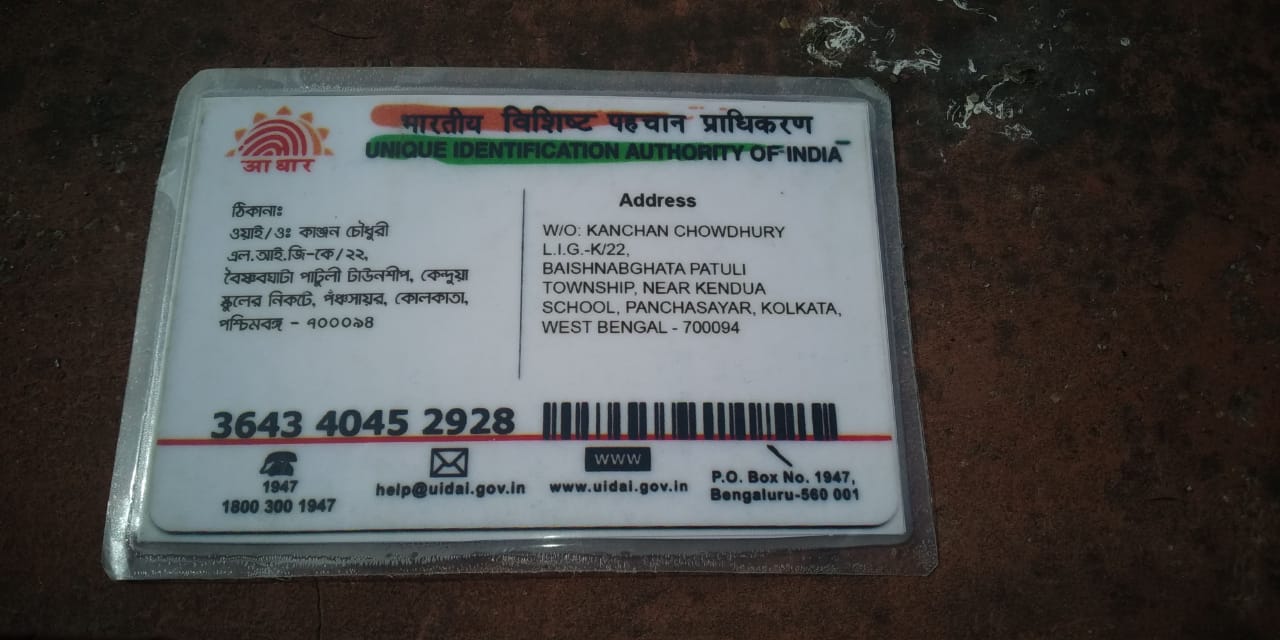 भारतीय विशिष्ट पहचान प्राधिकरण
UNIQUE IDENTIFICATION AUTHORITY OF INDIA
आधार
ঠিকানাঃ
ওয়াই/ওঃ কাঞ্চন চৌধুরী
এল.আই.জি-কে/২২,
বৈষ্ণবঘাটা পাটুলী টাউনশীপ, কেন্দুয়া
স্কুলের নিকটে, পঁঞ্চসায়র, কোলকাতা,
পশ্চিমবঙ্গ - ৭০০০৯৪
Address
W/O: KANCHAN CHOWDHURY
L.I.G.-K/22,
BAISHNABGHATA PATULI
TOWNSHIP, NEAR KENDUA
SCHOOL, PANCHASAYAR, KOLKATA,
WEST BENGAL - 700094
3643 4045 2928
1947
1800 300 1947
help@uidai.gov.in
www
www.uidai.gov.in
P.O. Box No. 1947,
Bengaluru-560 001